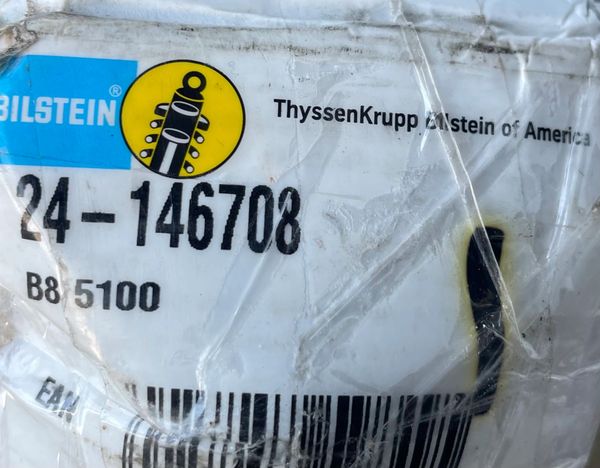 BILSTEIN®
ThyssenKrupp Bilstein of America
24-146708
B8 5100
EAN